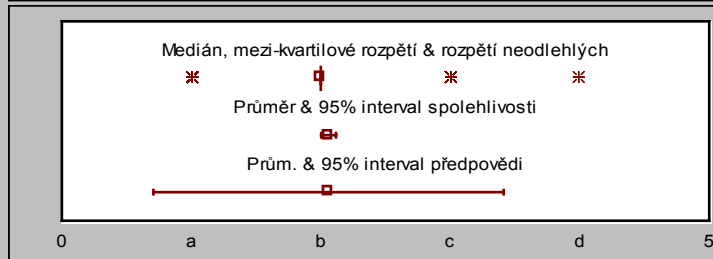 Medián, mezi-kvartilové rozpětí & rozpětí neodlehlých
Průměr & 95% interval spolehlivosti
Prům. & 95% interval předpovědi
0 a b c d 5